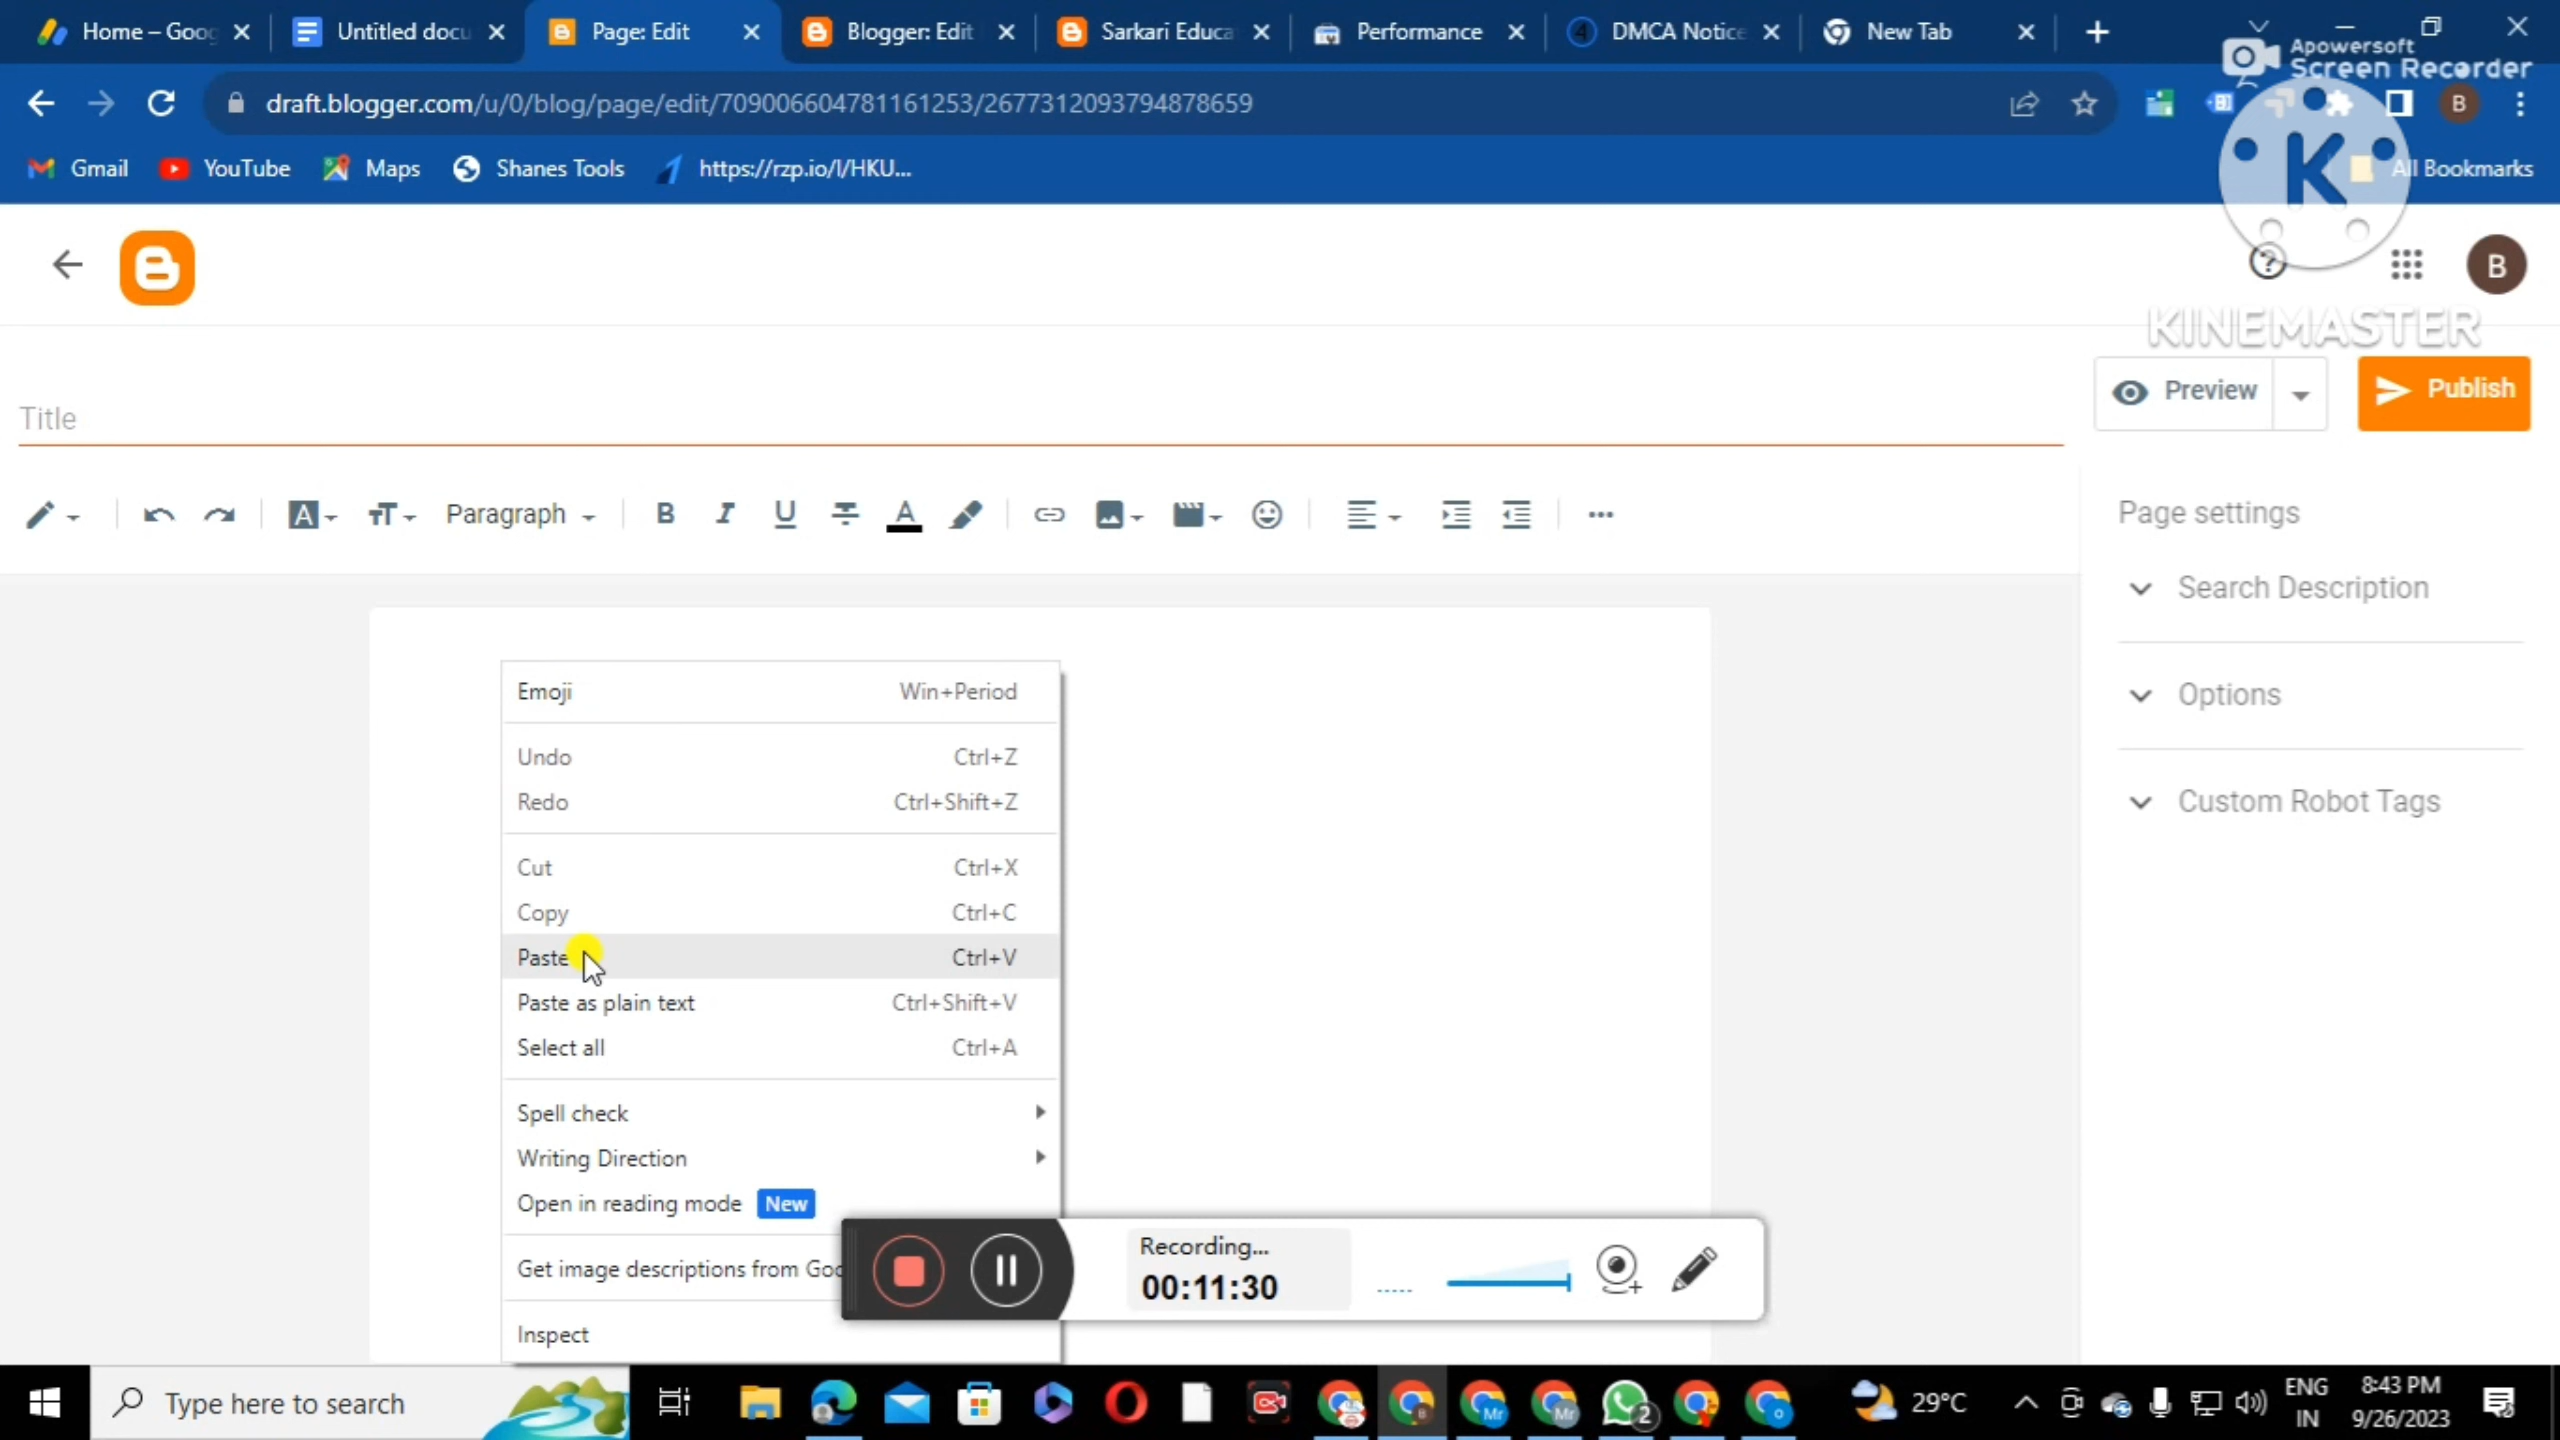 Home – Goog
Untitled docu
Page: Edit
Blogger: Edit
Sarkari Educa
Performance
DMCA Notice
New Tab
Apowersoft
Screen Recorder
draft.blogger.com/u/0/blog/page/edit/709006604781161253/2677312093794878659
B
Gmail
YouTube
Maps
Shanes Tools
https://rzp.io/l/HKU...
All Bookmarks
K
KINEMASTER
B
Title
Preview
Publish
Paragraph
Page settings
Search Description
Options
Custom Robot Tags
Emoji Win+Period
Undo Ctrl+Z
Redo Ctrl+Shift+Z
Cut Ctrl+X
Copy Ctrl+C
Paste Ctrl+V
Paste as plain text Ctrl+Shift+V
Select all Ctrl+A
Spell check
Writing Direction
Open in reading mode New
Get image descriptions from Goo
Inspect
Recording...
00:11:30
Type here to search
2
29°C
ENG
IN
8:43 PM
9/26/2023